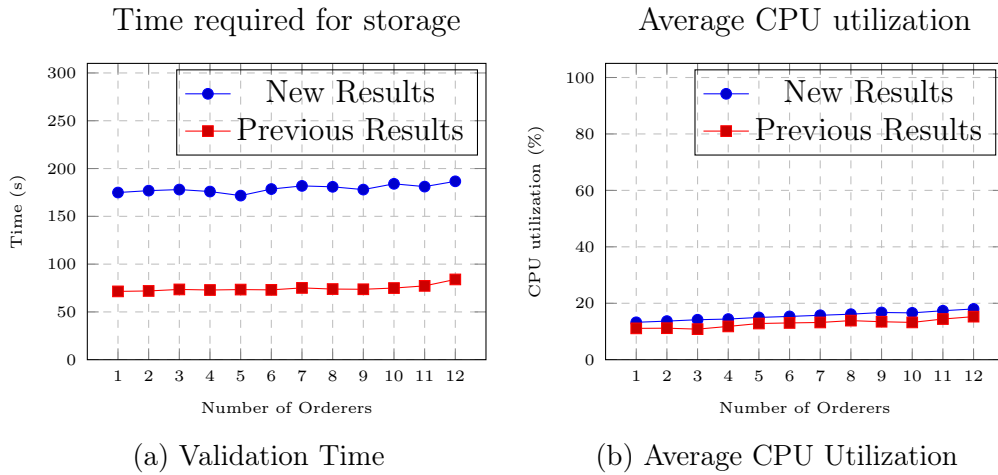 Time required for storage
300
250
200
150
100
50
0
Time (s)
New Results
Previous Results
1 2 3 4 5 6 7 8 9 10 11 12
Number of Orderers
(a) Validation Time
Average CPU utilization
100
80
60
40
20
0
CPU utilization (%)
New Results
Previous Results
1 2 3 4 5 6 7 8 9 10 11 12
Number of Orderers
(b) Average CPU Utilization